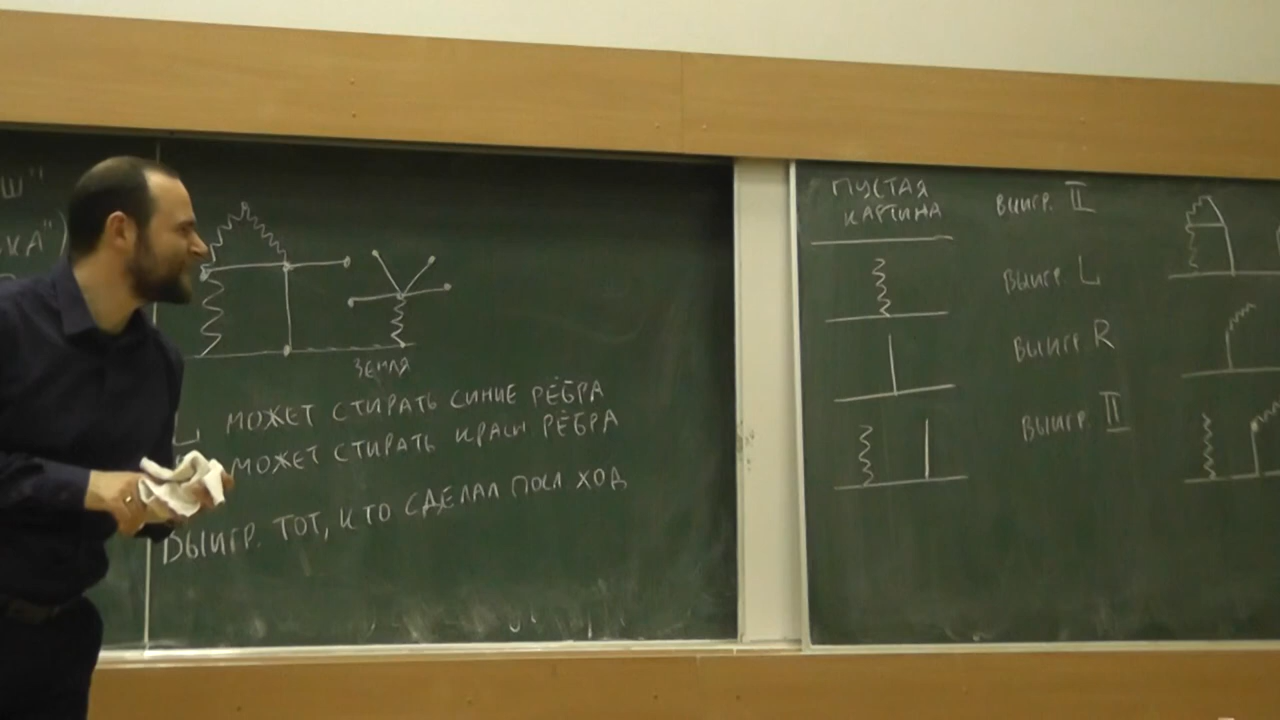 Ш"
КА")
ЗЕМЛЯ
L МОЖЕТ СТИРАТЬ СИНИЕ РЁБРА
МОЖЕТ СТИРАТЬ КРАСН РЁБРА
ВЫИГР. ТОТ, КТО СДЕЛАЛ ПОСЛ ХОД
ПУСТАЯ
КАРТИНА
ВЫИГР. II
ВЫИГР L
ВЫИГР R
ВЫИГР. II